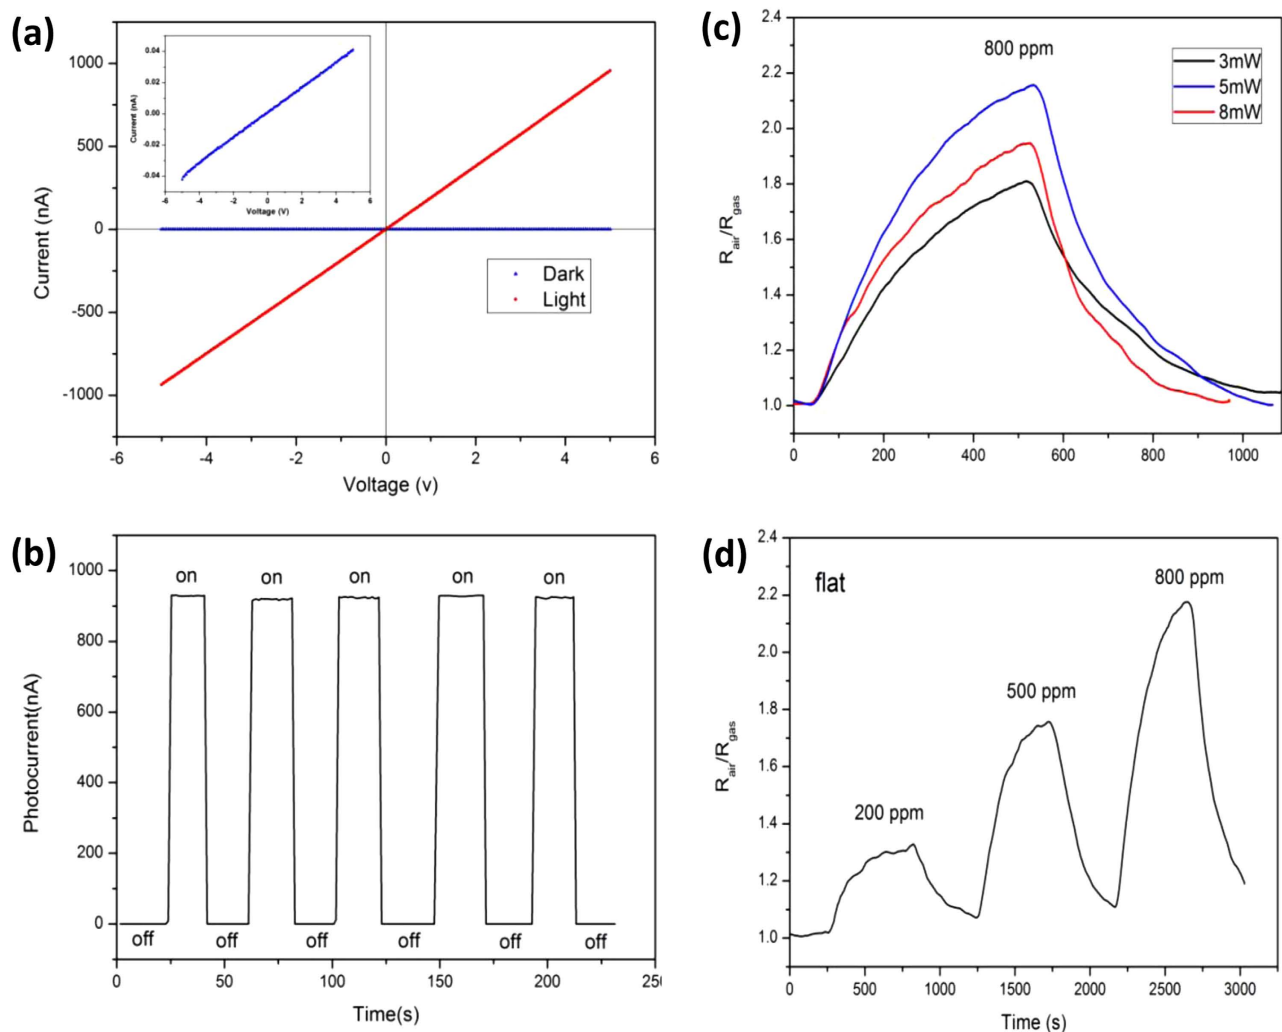 (a)
1000
500
0
-500
-1000
Current (nA)
-6
-4
-2
0
2
4
6
Voltage (v)
0.04
0.02
0.00
-0.02
-0.04
Current (nA)
-6
-4
-2
0
2
4
6
Voltage (V)
Dark
Light
(b)
1000
800
600
400
200
0
Photocurrent(nA)
on
on
on
on
on
off
off
off
off
off
off
0
50
100
150
200
25
Time(s)
(c)
2.4
2.2
2.0
1.8
1.6
1.4
1.2
1.0
Rair/Rgas
800 ppm
3mW
5mW
8mW
0
200
400
600
800
1000
(d)
2.4
2.2
2.0
1.8
1.6
1.4
1.2
1.0
Rair/Rgas
flat
200 ppm
500 ppm
800 ppm
0
500
1000
1500
2000
2500
3000
Time (s)